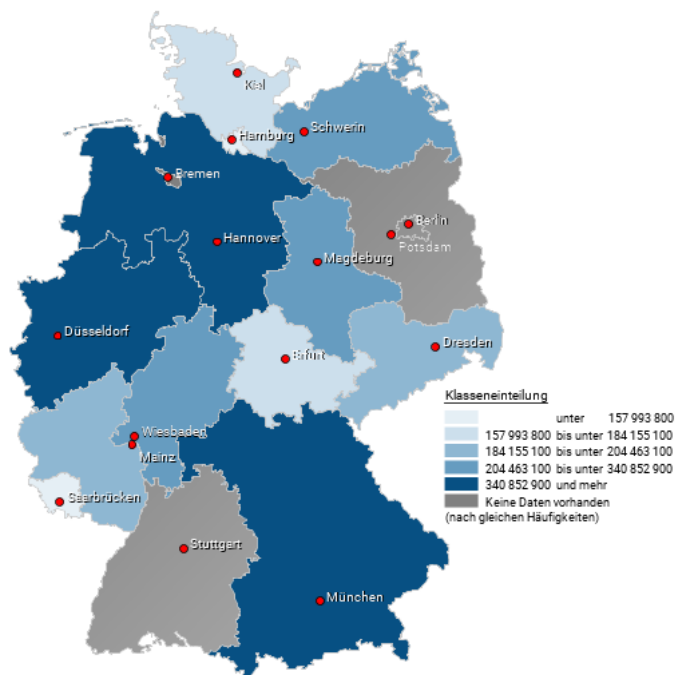 Kiel
Hamburg
Schwerin
Bremen
Berlin
Hannover
Potsdam
Magdeburg
Düsseldorf
Dresden
Erfurt
Klasseneinteilung
unter 157 993 800
157 993 800 bis unter 184 155 100
184 155 100 bis unter 204 463 100
204 463 100 bis unter 340 852 900
340 852 900 und mehr
Keine Daten vorhanden
(nach gleichen Häufigkeiten)
Wiesbaden
Mainz
Saarbrücken
Stuttgart
München